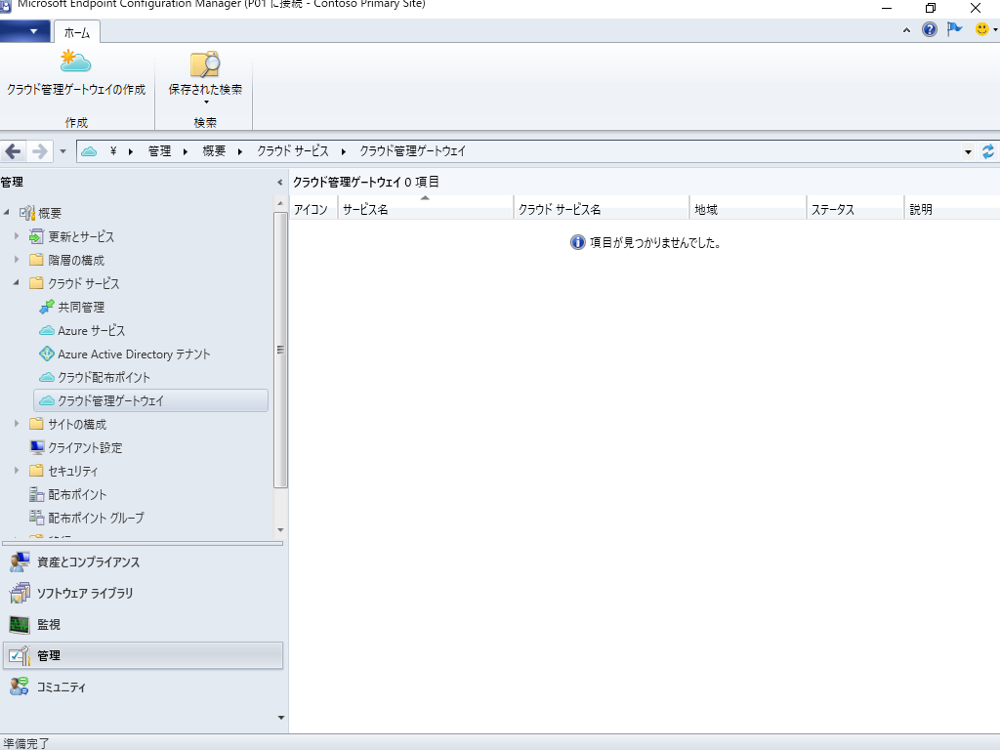 Microsoft Endpoint Configuration Manager (P01 に接続 - Contoso Primary Site)
ホーム
クラウド管理ゲートウェイの作成
保存された検索
作成
検索
¥ 管理 概要 クラウド サービス クラウド管理ゲートウェイ
管理
クラウド管理ゲートウェイ 0 項目
アイコン サービス名 クラウド サービス名 地域 ステータス 説明
項目が見つかりませんでした。
概要
更新とサービス
階層の構成
クラウド サービス
共同管理
Azure サービス
Azure Active Directory テナント
クラウド配布ポイント
クラウド管理ゲートウェイ
サイトの構成
クライアント設定
セキュリティ
配布ポイント
配布ポイント グループ
資産とコンプライアンス
ソフトウェア ライブラリ
監視
管理
コミュニティ
準備完了